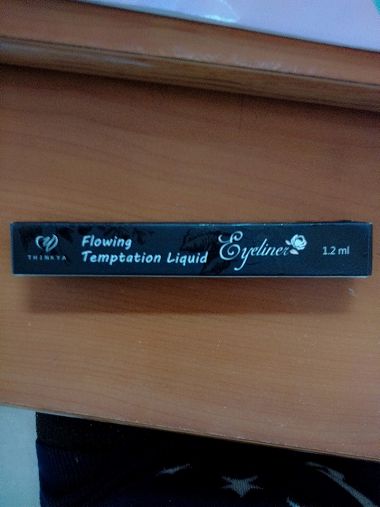 THINKYA
Flowing
Temptation Liquid
Eyeliner
1.2 ml